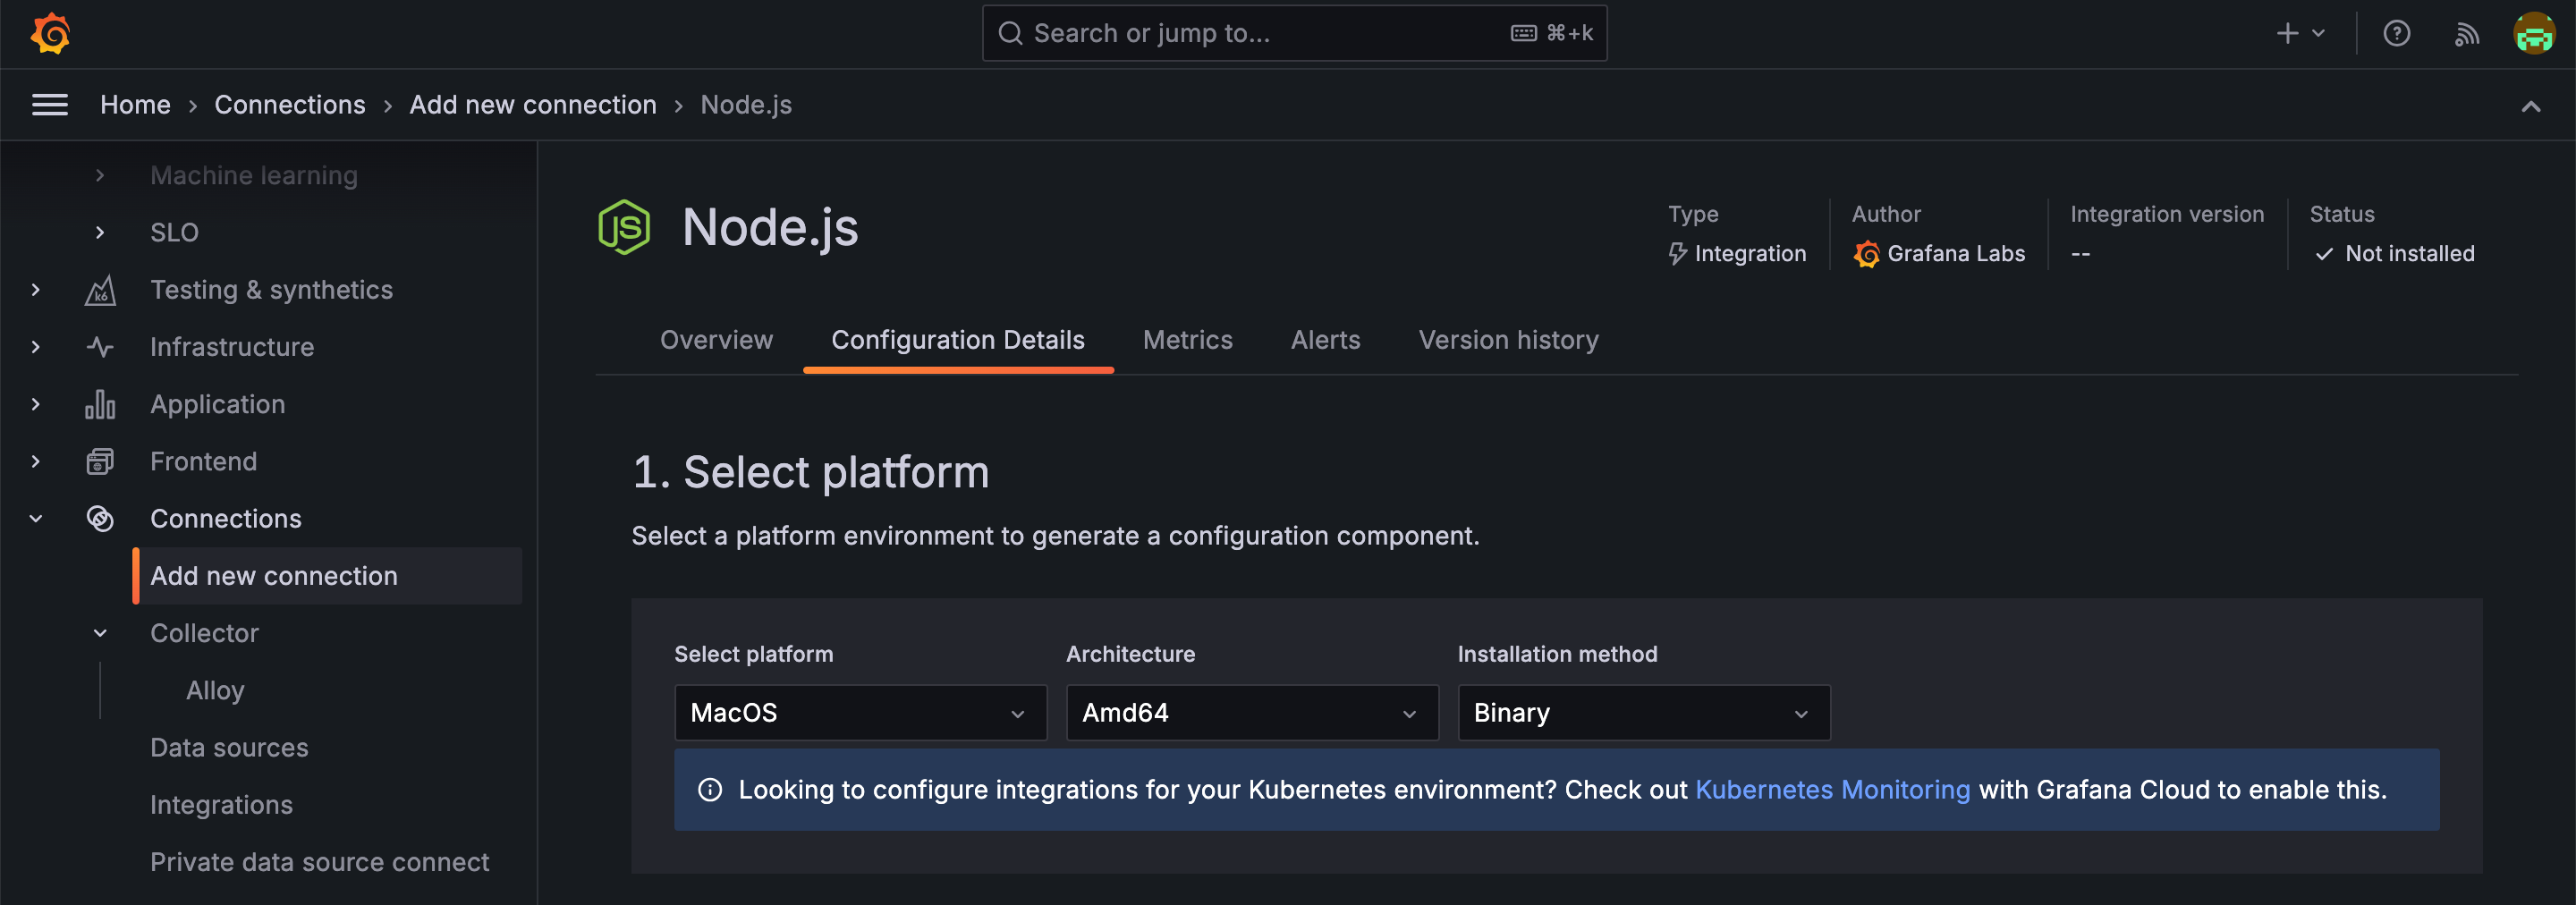 Search or jump to...
⌘+k
Home › Connections › Add new connection › Node.js
Machine learning
SLO
Testing & synthetics
Infrastructure
Application
Frontend
Connections
Add new connection
Collector
Alloy
Data sources
Integrations
Private data source connect
JS
Node.js
Type
Integration
Author
Grafana Labs
Integration version
--
Status
Not installed
Overview
Configuration Details
Metrics
Alerts
Version history
1. Select platform
Select a platform environment to generate a configuration component.
Select platform
MacOS
Architecture
Amd64
Installation method
Binary
Looking to configure integrations for your Kubernetes environment? Check out Kubernetes Monitoring with Grafana Cloud to enable this.